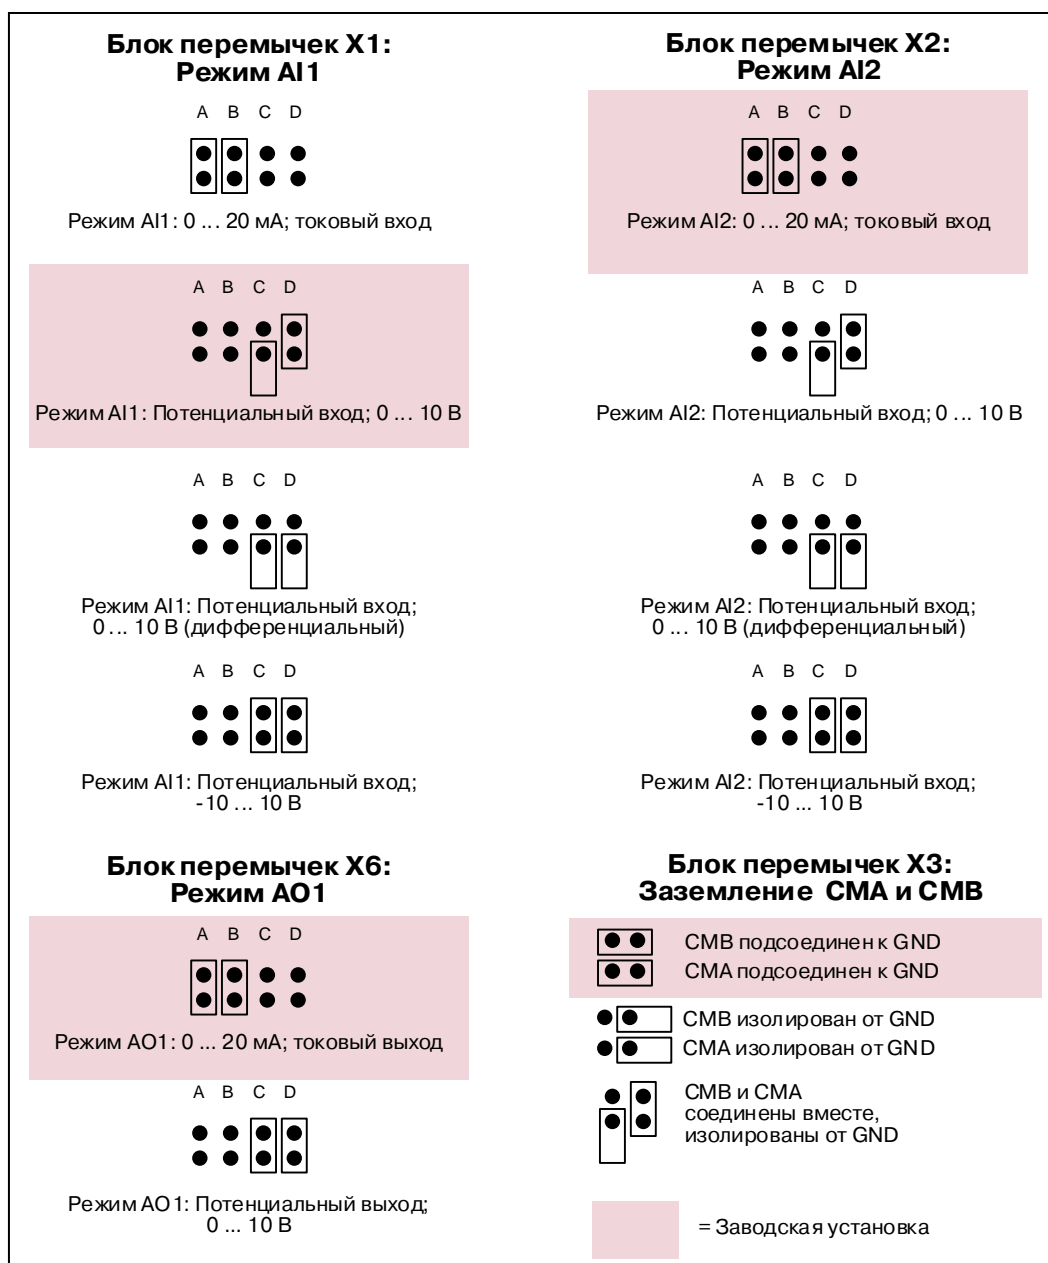 Блок перемычек X1:
Режим AI1
A B C D
Режим AI1: 0 ... 20 мА; токовый вход
A B C D
Режим AI1: Потенциальный вход; 0 ... 10 В
A B C D
Режим AI1: Потенциальный вход;
0 ... 10 В (дифференциальный)
A B C D
Режим AI1: Потенциальный вход;
-10 ... 10 В
Блок перемычек X2:
Режим AI2
A B C D
Режим AI2: 0 ... 20 мА; токовый вход
A B C D
Режим AI2: Потенциальный вход; 0 ... 10 В
A B C D
Режим AI2: Потенциальный вход;
0 ... 10 В (дифференциальный)
A B C D
Режим AI2: Потенциальный вход;
-10 ... 10 В
Блок перемычек X6:
Режим AO1
A B C D
Режим AO1: 0 ... 20 мА; токовый выход
A B C D
Режим AO1: Потенциальный выход;
0 ... 10 В
Блок перемычек X3:
Заземление CMA и CMB
CMB подсоединен к GND
CMA подсоединен к GND
CMB изолирован от GND
CMA изолирован от GND
CMB и CMA
соединены вместе,
изолированы от GND
= Заводская установка